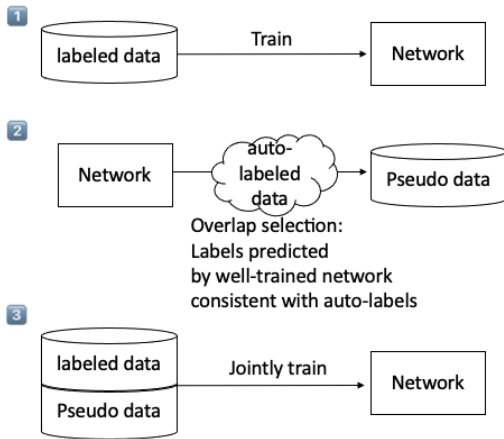 1
labeled data
Train
Network
2
Network
auto-
labeled
data
Pseudo data
Overlap selection:
Labels predicted
by well-trained network
consistent with auto-labels
3
labeled data
Pseudo data
Jointly train
Network